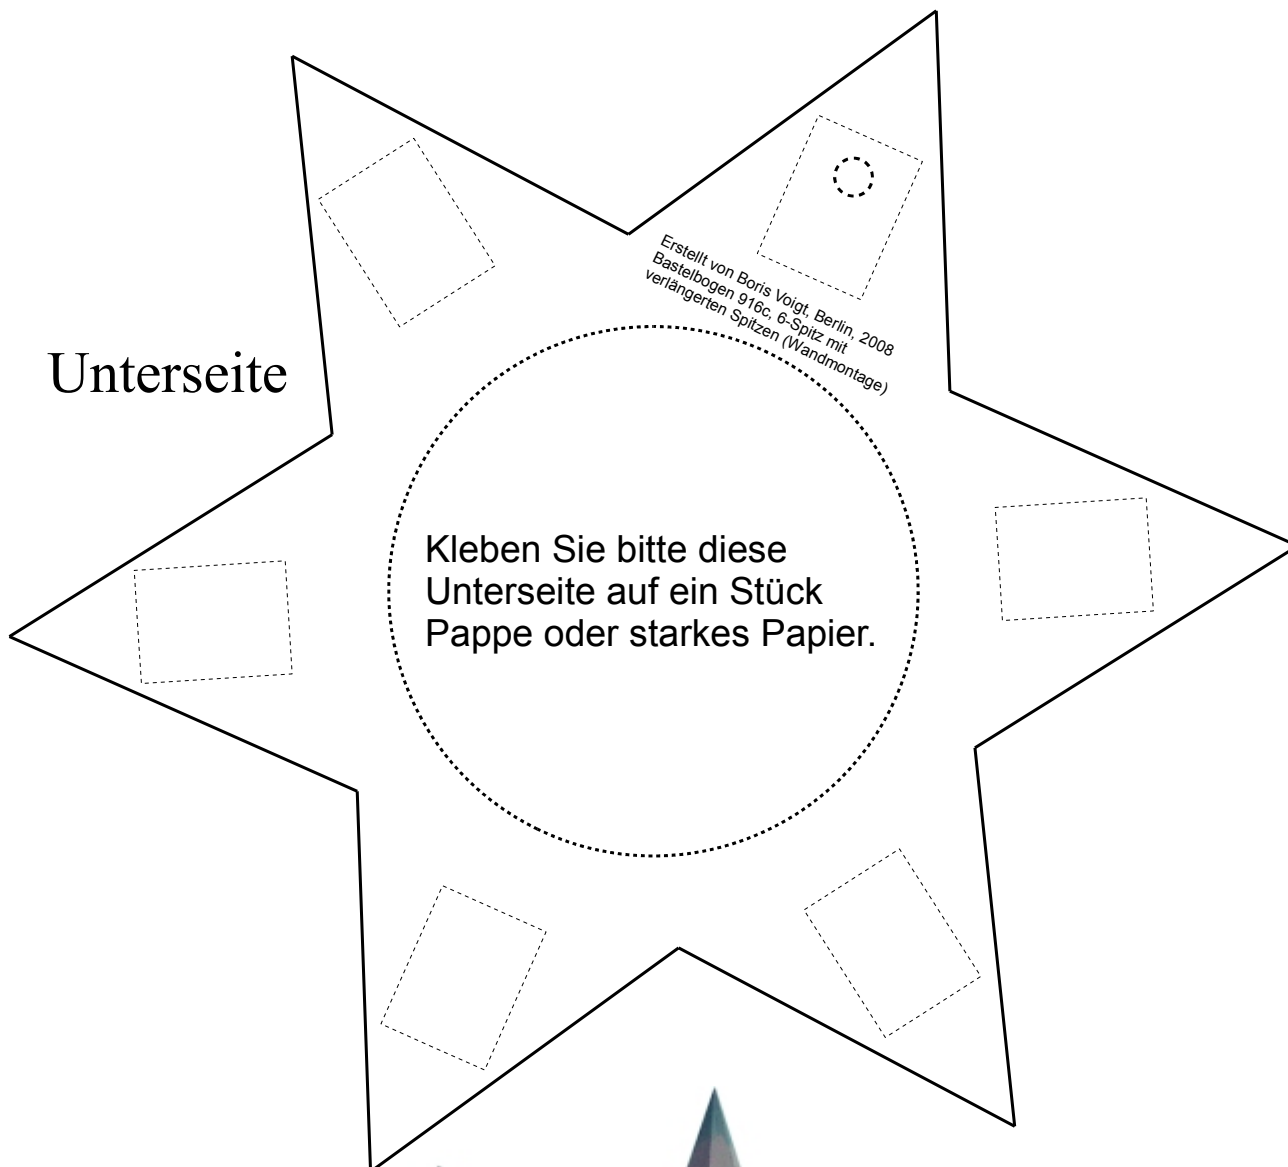 Erstellt von Boris Voigt, Berlin, 2008
Bastelbogen 916c, 6-Spitz mit
verlängerten Spitzen (Wandmontage)
Unterseite
Kleben Sie bitte diese
Unterseite auf ein Stück
Pappe oder starkes Papier.